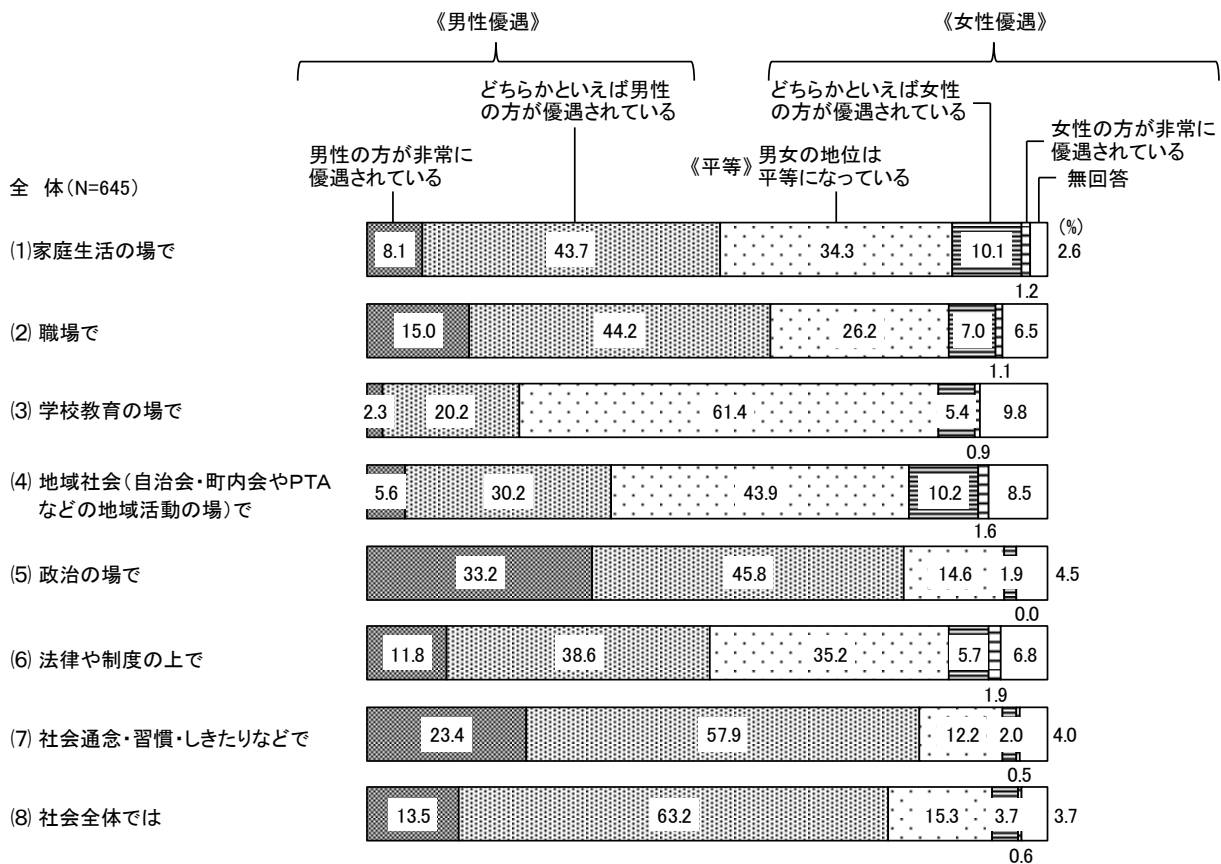 《男性優遇》
《女性優遇》
どちらかといえば男性
の方が優遇されている
どちらかといえば女性
の方が優遇されている
男性の方が非常に
優遇されている
《平等》
男女の地位は
平等になっている
女性の方が非常に
優遇されている
無回答
全 体(N=645)
(%)
⑴家庭生活の場で
8.1 43.7 34.3 10.1 2.6
1.2
⑵ 職場で
15.0 44.2 26.2 7.0 6.5
1.1
⑶ 学校教育の場で
2.3 20.2 61.4 5.4 9.8
0.9
⑷ 地域社会(自治会・町内会やPTA
などの地域活動の場)で
5.6 30.2 43.9 10.2 8.5
1.6
⑸ 政治の場で
33.2 45.8 14.6 1.9 4.5
0.0
⑹ 法律や制度の上で
11.8 38.6 35.2 5.7 6.8
1.9
⑺ 社会通念・習慣・しきたりなどで
23.4 57.9 12.2 2.0 4.0
0.5
⑻ 社会全体では
13.5 63.2 15.3 3.7 3.7
0.6